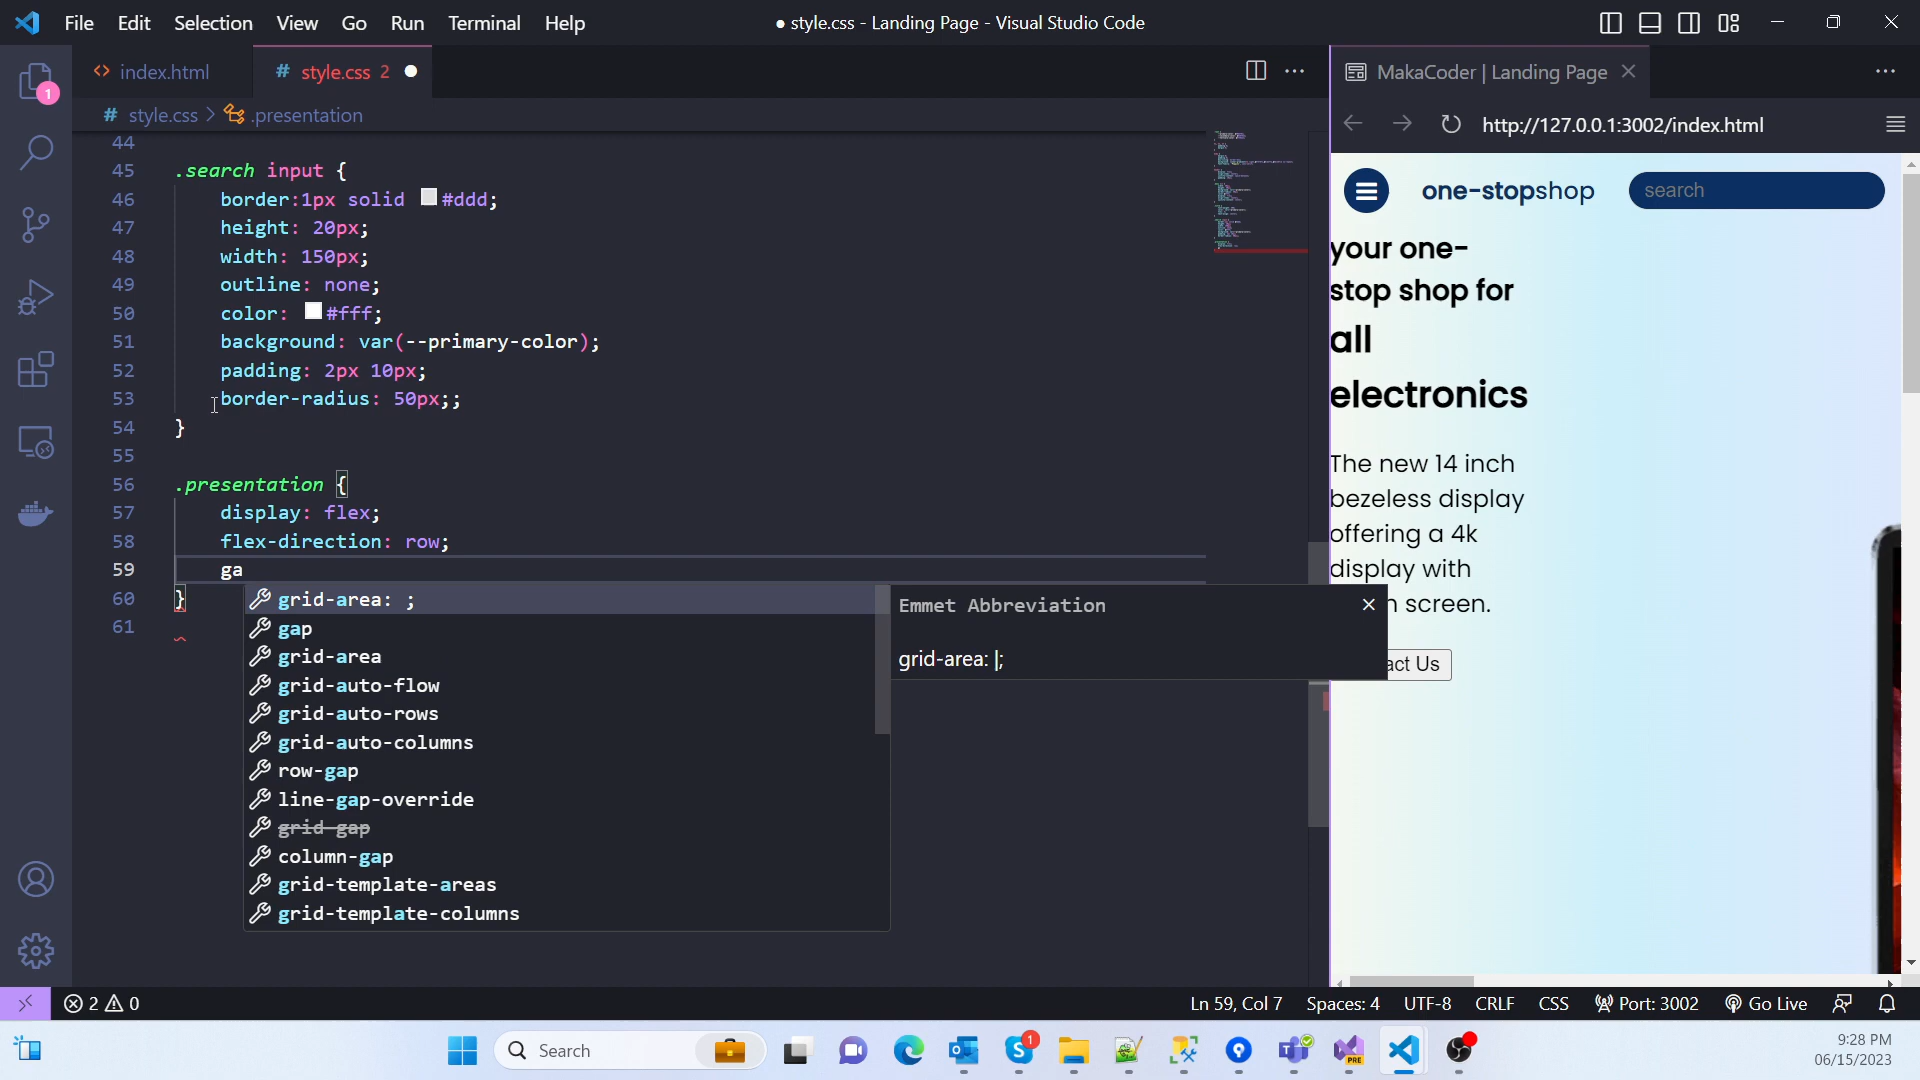 File Edit Selection View Go Run Terminal Help
● style.css - Landing Page - Visual Studio Code
index.html
# style.css 2 ●
# style.css > .presentation
44
45 .search input {
46 border:1px solid #ddd;
47 height: 20px;
48 width: 150px;
49 outline: none;
50 color: #fff;
51 background: var(--primary-color);
52 padding: 2px 10px;
53 border-radius: 50px;;
54 }
55
56 .presentation {
57 display: flex;
58 flex-direction: row;
59 ga
60 }
61
grid-area: ;
gap
grid-area
grid-auto-flow
grid-auto-rows
grid-auto-columns
row-gap
line-gap-override
grid-gap
column-gap
grid-template-areas
grid-template-columns
Emmet Abbreviation
grid-area: |;
MakaCoder | Landing Page
http://127.0.0.1:3002/index.html
one-stopshop
search
your one-
stop shop for
all
electronics
The new 14 inch
bezeless display
offering a 4k
display with
n screen.
act Us
1
2 0
Ln 59, Col 7 Spaces: 4 UTF-8 CRLF CSS Port: 3002 Go Live
Search
1
PRE
9:28 PM
06/15/2023